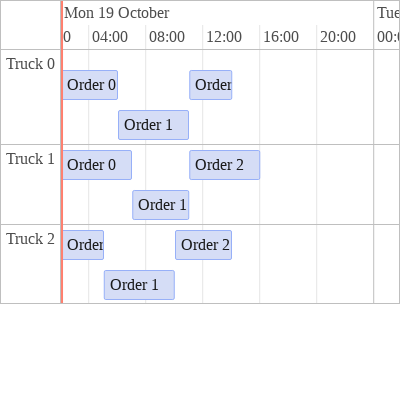 Mon 19 October Tue
0 04:00 08:00 12:00 16:00 20:00 00:
Truck 0
Order 0 Order
Order 1
Truck 1
Order 0 Order 2
Order 1
Truck 2
Order Order 2
Order 1